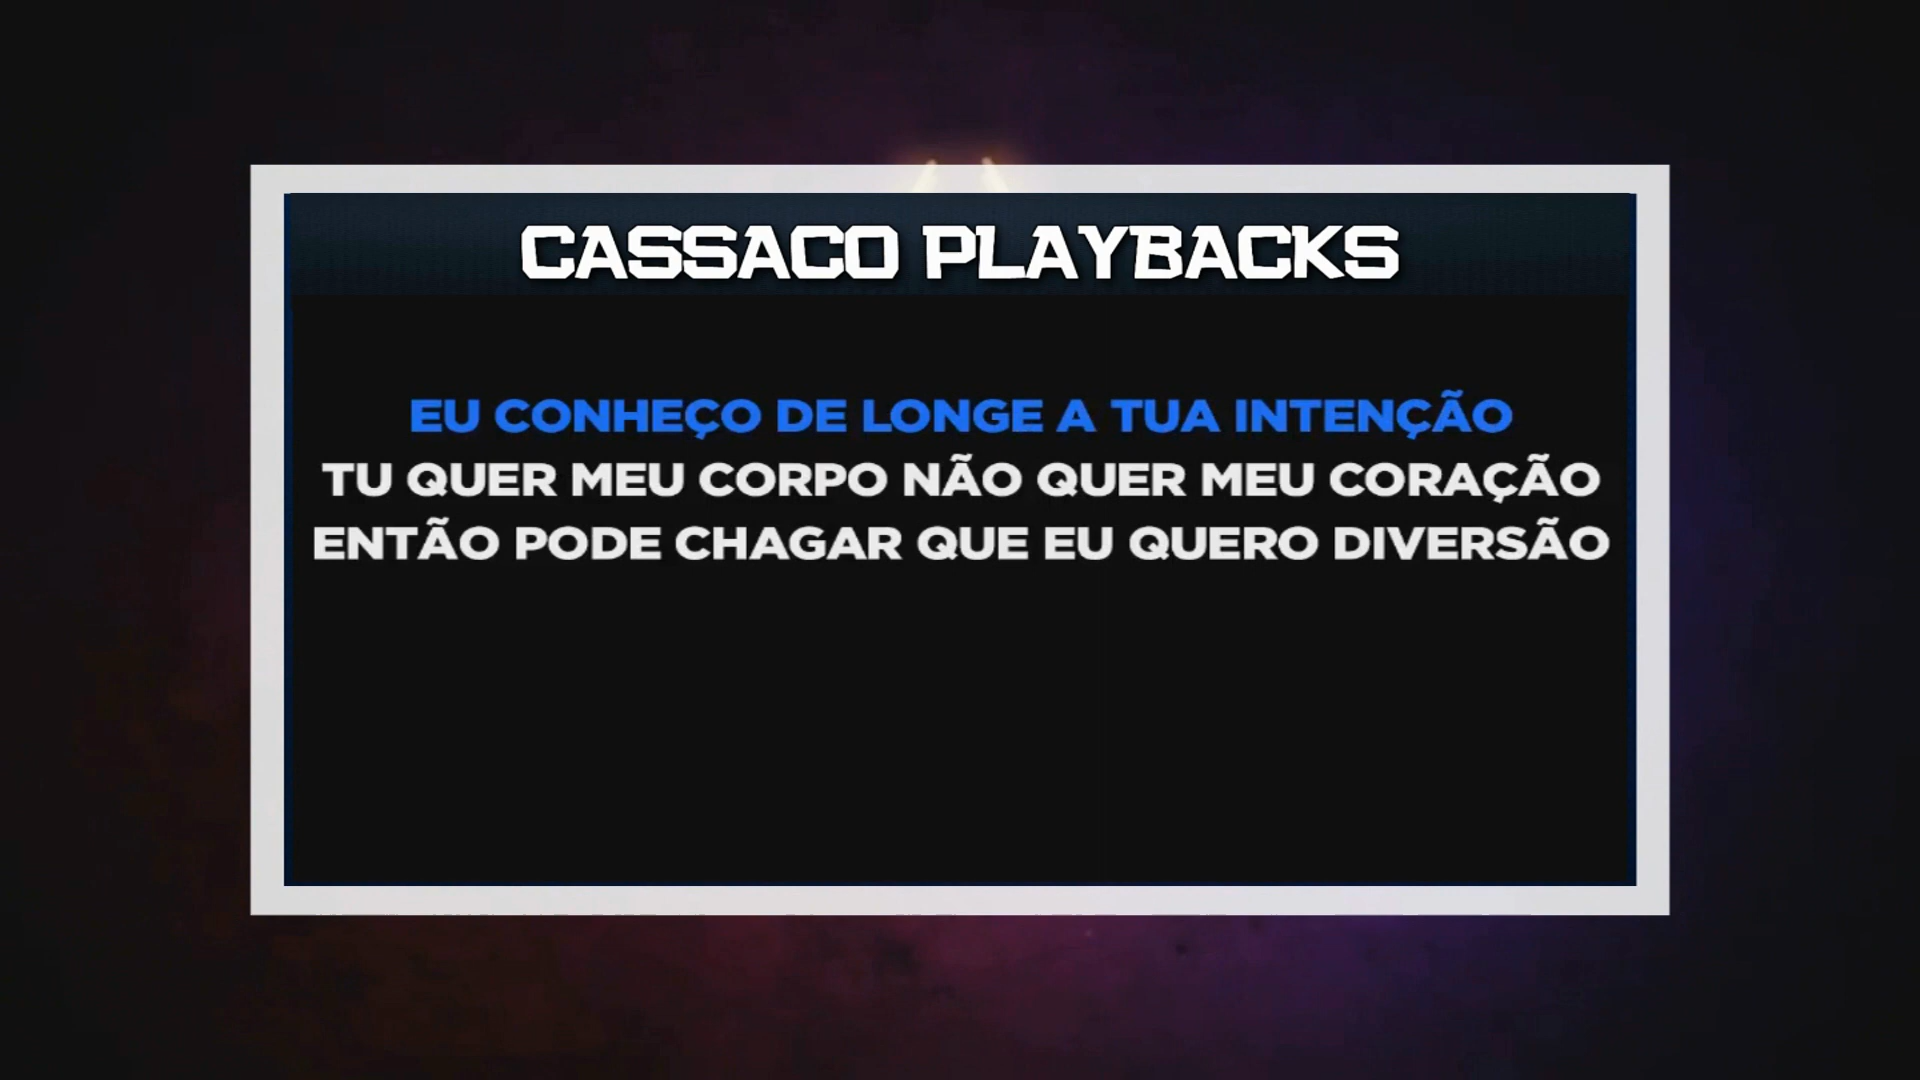 CASSACO PLAYBACKS
EU CONHEÇO DE LONGE A TUA INTENÇÃO
TU QUER MEU CORPO NÃO QUER MEU CORAÇÃO
ENTÃO PODE CHAGAR QUE EU QUERO DIVERSÃO